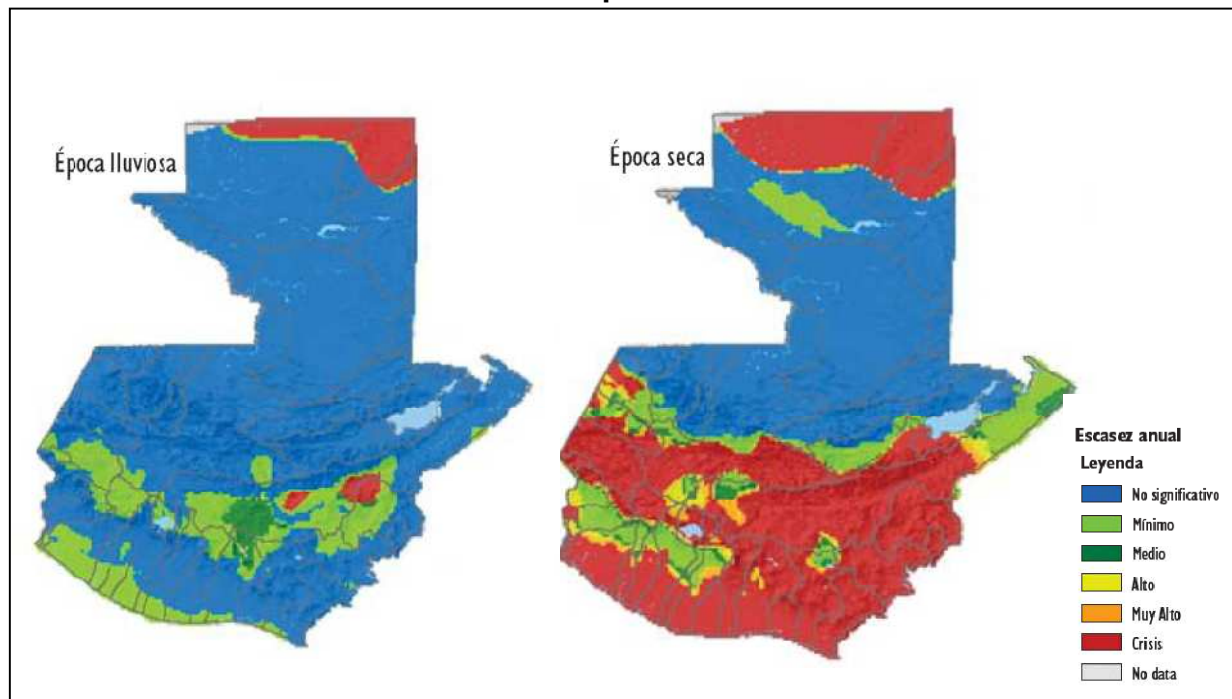 Época lluviosa
Época seca
Escasez anual
Leyenda
No significativo
Mínimo
Medio
Alto
Muy Alto
Crisis
No data